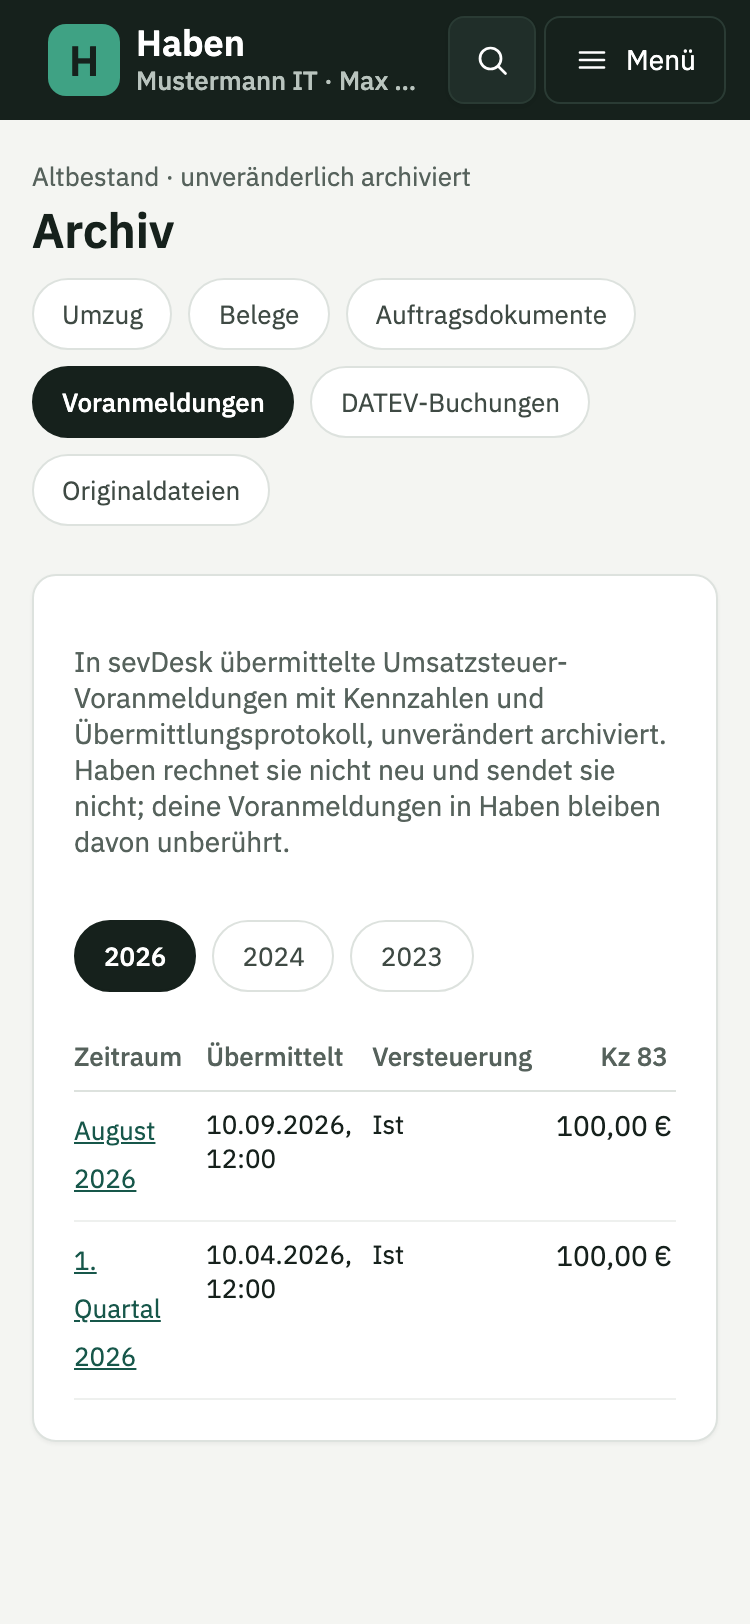 H
Haben
Mustermann IT · Max ...
Menü
Altbestand · unveränderlich archiviert
Archiv
Umzug
Belege
Auftragsdokumente
Voranmeldungen
DATEV-Buchungen
Originaldateien
In sevDesk übermittelte Umsatzsteuer-
Voranmeldungen mit Kennzahlen und
Übermittlungsprotokoll, unverändert archiviert.
Haben rechnet sie nicht neu und sendet sie
nicht; deine Voranmeldungen in Haben bleiben
davon unberührt.
2026
2024
2023
Zeitraum Übermittelt Versteuerung Kz 83
August 10.09.2026, Ist 100,00 €
2026 12:00
1. 10.04.2026, Ist 100,00 €
Quartal 12:00
2026